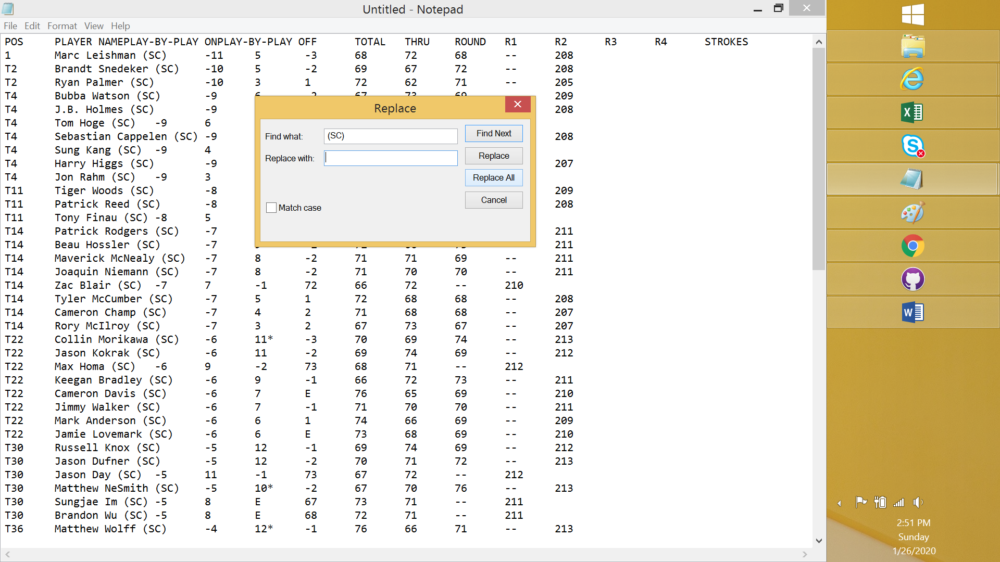 Untitled - Notepad
File Edit Format View Help
POS PLAYER NAMEPLAY-BY-PLAY ONPLAY-BY-PLAY OFF TOTAL THRU ROUND R1 R2 R3 R4 STROKES
1 Marc Leishman (SC) -11 5 -3 68 72 68 -- 208
T2 Brandt Snedeker (SC) -10 5 -2 69 67 72 -- 208
T2 Ryan Palmer (SC) -10 3 1 72 62 71 -- 205
T4 Bubba Watson (SC) -9 209
T4 J.B. Holmes (SC) -9 208
T4 Tom Hoge (SC) -9 6
T4 Sebastian Cappelen (SC) -9 208
T4 Sung Kang (SC) -9 4
T4 Harry Higgs (SC) -9 207
T4 Jon Rahm (SC) -9 3
T11 Tiger Woods (SC) -8 209
T11 Patrick Reed (SC) -8 208
T11 Tony Finau (SC) -8 5
T14 Patrick Rodgers (SC) -7 211
T14 Beau Hossler (SC) -7 211
T14 Maverick McNealy (SC) -7 8 -2 71 71 69 -- 211
T14 Joaquin Niemann (SC) -7 8 -2 71 70 70 -- 211
T14 Zac Blair (SC) -7 7 -1 72 66 72 -- 210
T14 Tyler McCumber (SC) -7 5 1 72 68 68 -- 208
T14 Cameron Champ (SC) -7 4 2 71 68 68 -- 207
T14 Rory McIlroy (SC) -7 3 2 67 73 67 -- 207
T22 Collin Morikawa (SC) -6 11* -3 70 69 74 -- 213
T22 Jason Kokrak (SC) -6 11 -2 69 74 69 -- 212
T22 Max Homa (SC) -6 9 -2 73 68 71 -- 212
T22 Keegan Bradley (SC) -6 9 -1 66 72 73 -- 211
T22 Cameron Davis (SC) -6 7 E 76 65 69 -- 210
T22 Jimmy Walker (SC) -6 7 -1 71 70 70 -- 211
T22 Mark Anderson (SC) -6 6 1 74 66 69 -- 209
T22 Jamie Lovemark (SC) -6 6 E 73 68 69 -- 210
T30 Russell Knox (SC) -5 12 -1 69 74 69 -- 212
T30 Jason Dufner (SC) -5 12 -2 70 71 72 -- 213
T30 Jason Day (SC) -5 11 -1 73 67 72 -- 212
T30 Matthew NeSmith (SC) -5 10* -2 67 70 76 -- 213
T30 Sungjae Im (SC) -5 8 E 67 73 71 -- 211
T30 Brandon Wu (SC) -5 8 E 68 72 71 -- 211
T36 Matthew Wolff (SC) -4 12* -1 76 66 71 -- 213
Replace
Find what: (SC) Find Next
Replace with: Replace
Replace All
Cancel
Match case
2:51 PM
Sunday
1/26/2020